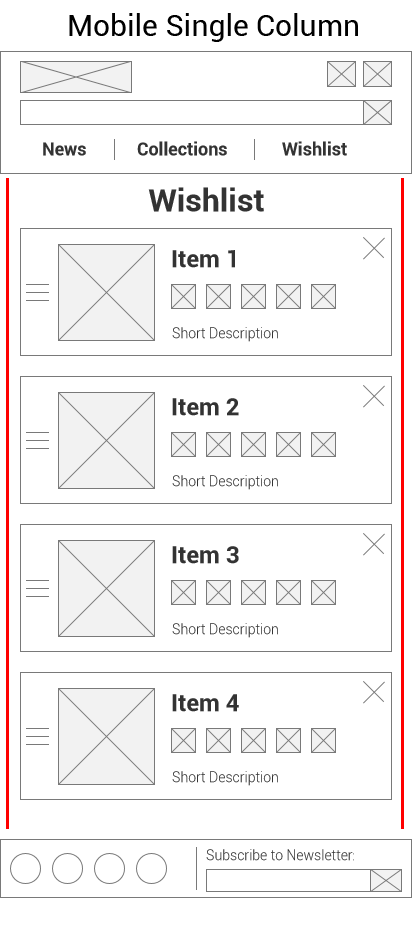 Mobile Single Column
News
Collections
Wishlist
Wishlist
Item 1
Short Description
Item 2
Short Description
Item 3
Short Description
Item 4
Short Description
Subscribe to Newsletter: